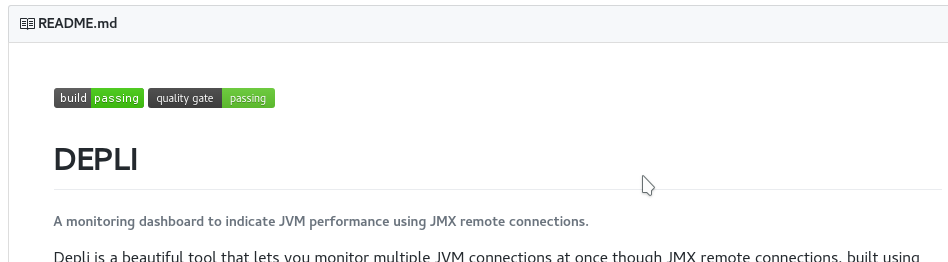 README.md
build passing quality gate passing
DEPLI
A monitoring dashboard to indicate JVM performance using JMX remote connections.
Depli is a beautiful tool that lets you monitor multiple JVM connections at once though JMX remote connections, built using